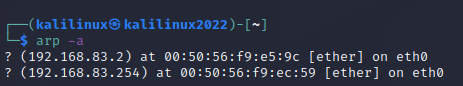 ┌──(kalilinux㉿kalilinux2022)-[~]
└─$ arp -a
? (192.168.83.2) at 00:50:56:f9:e5:9c [ether] on eth0
? (192.168.83.254) at 00:50:56:f9:ec:59 [ether] on eth0